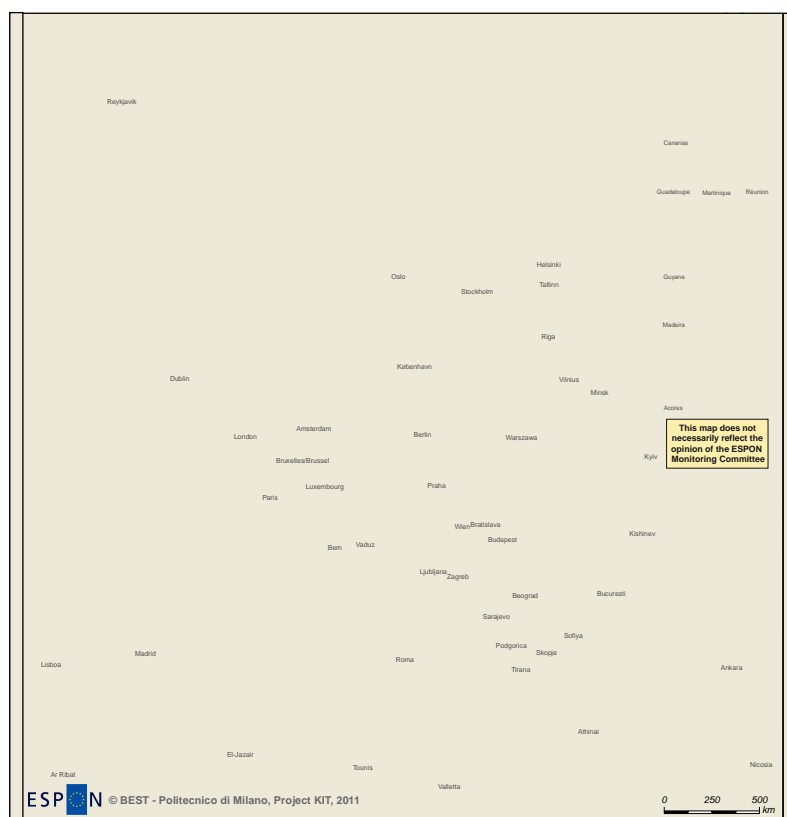 Reykjavik
Canarias
Guadeloupe Martinique Réunion
Helsinki
Oslo
Guyane
Tallinn
Stockholm
Madeira
Riga
København
Dublin
Vilnius
Minsk
Acores
Amsterdam
London
Berlin
Warszawa
This map does not
necessarily reflect the
opinion of the ESPON
Monitoring Committee
Kyiv
Bruxelles/Brussel
Luxembourg
Praha
Paris
Wien Bratislava
Kishinev
Budapest
Bern
Vaduz
Ljubljana
Zagreb
Beograd
Bucuresti
Sarajevo
Sofiya
Podgorica
Skopje
Madrid
Roma
Lisboa
Tirana
Ankara
Athinai
El-Jazair
Nicosia
Tounis
Ar Ribat
Valletta
ESPON © BEST - Politecnico di Milano, Project KIT, 2011
0 250 500
km